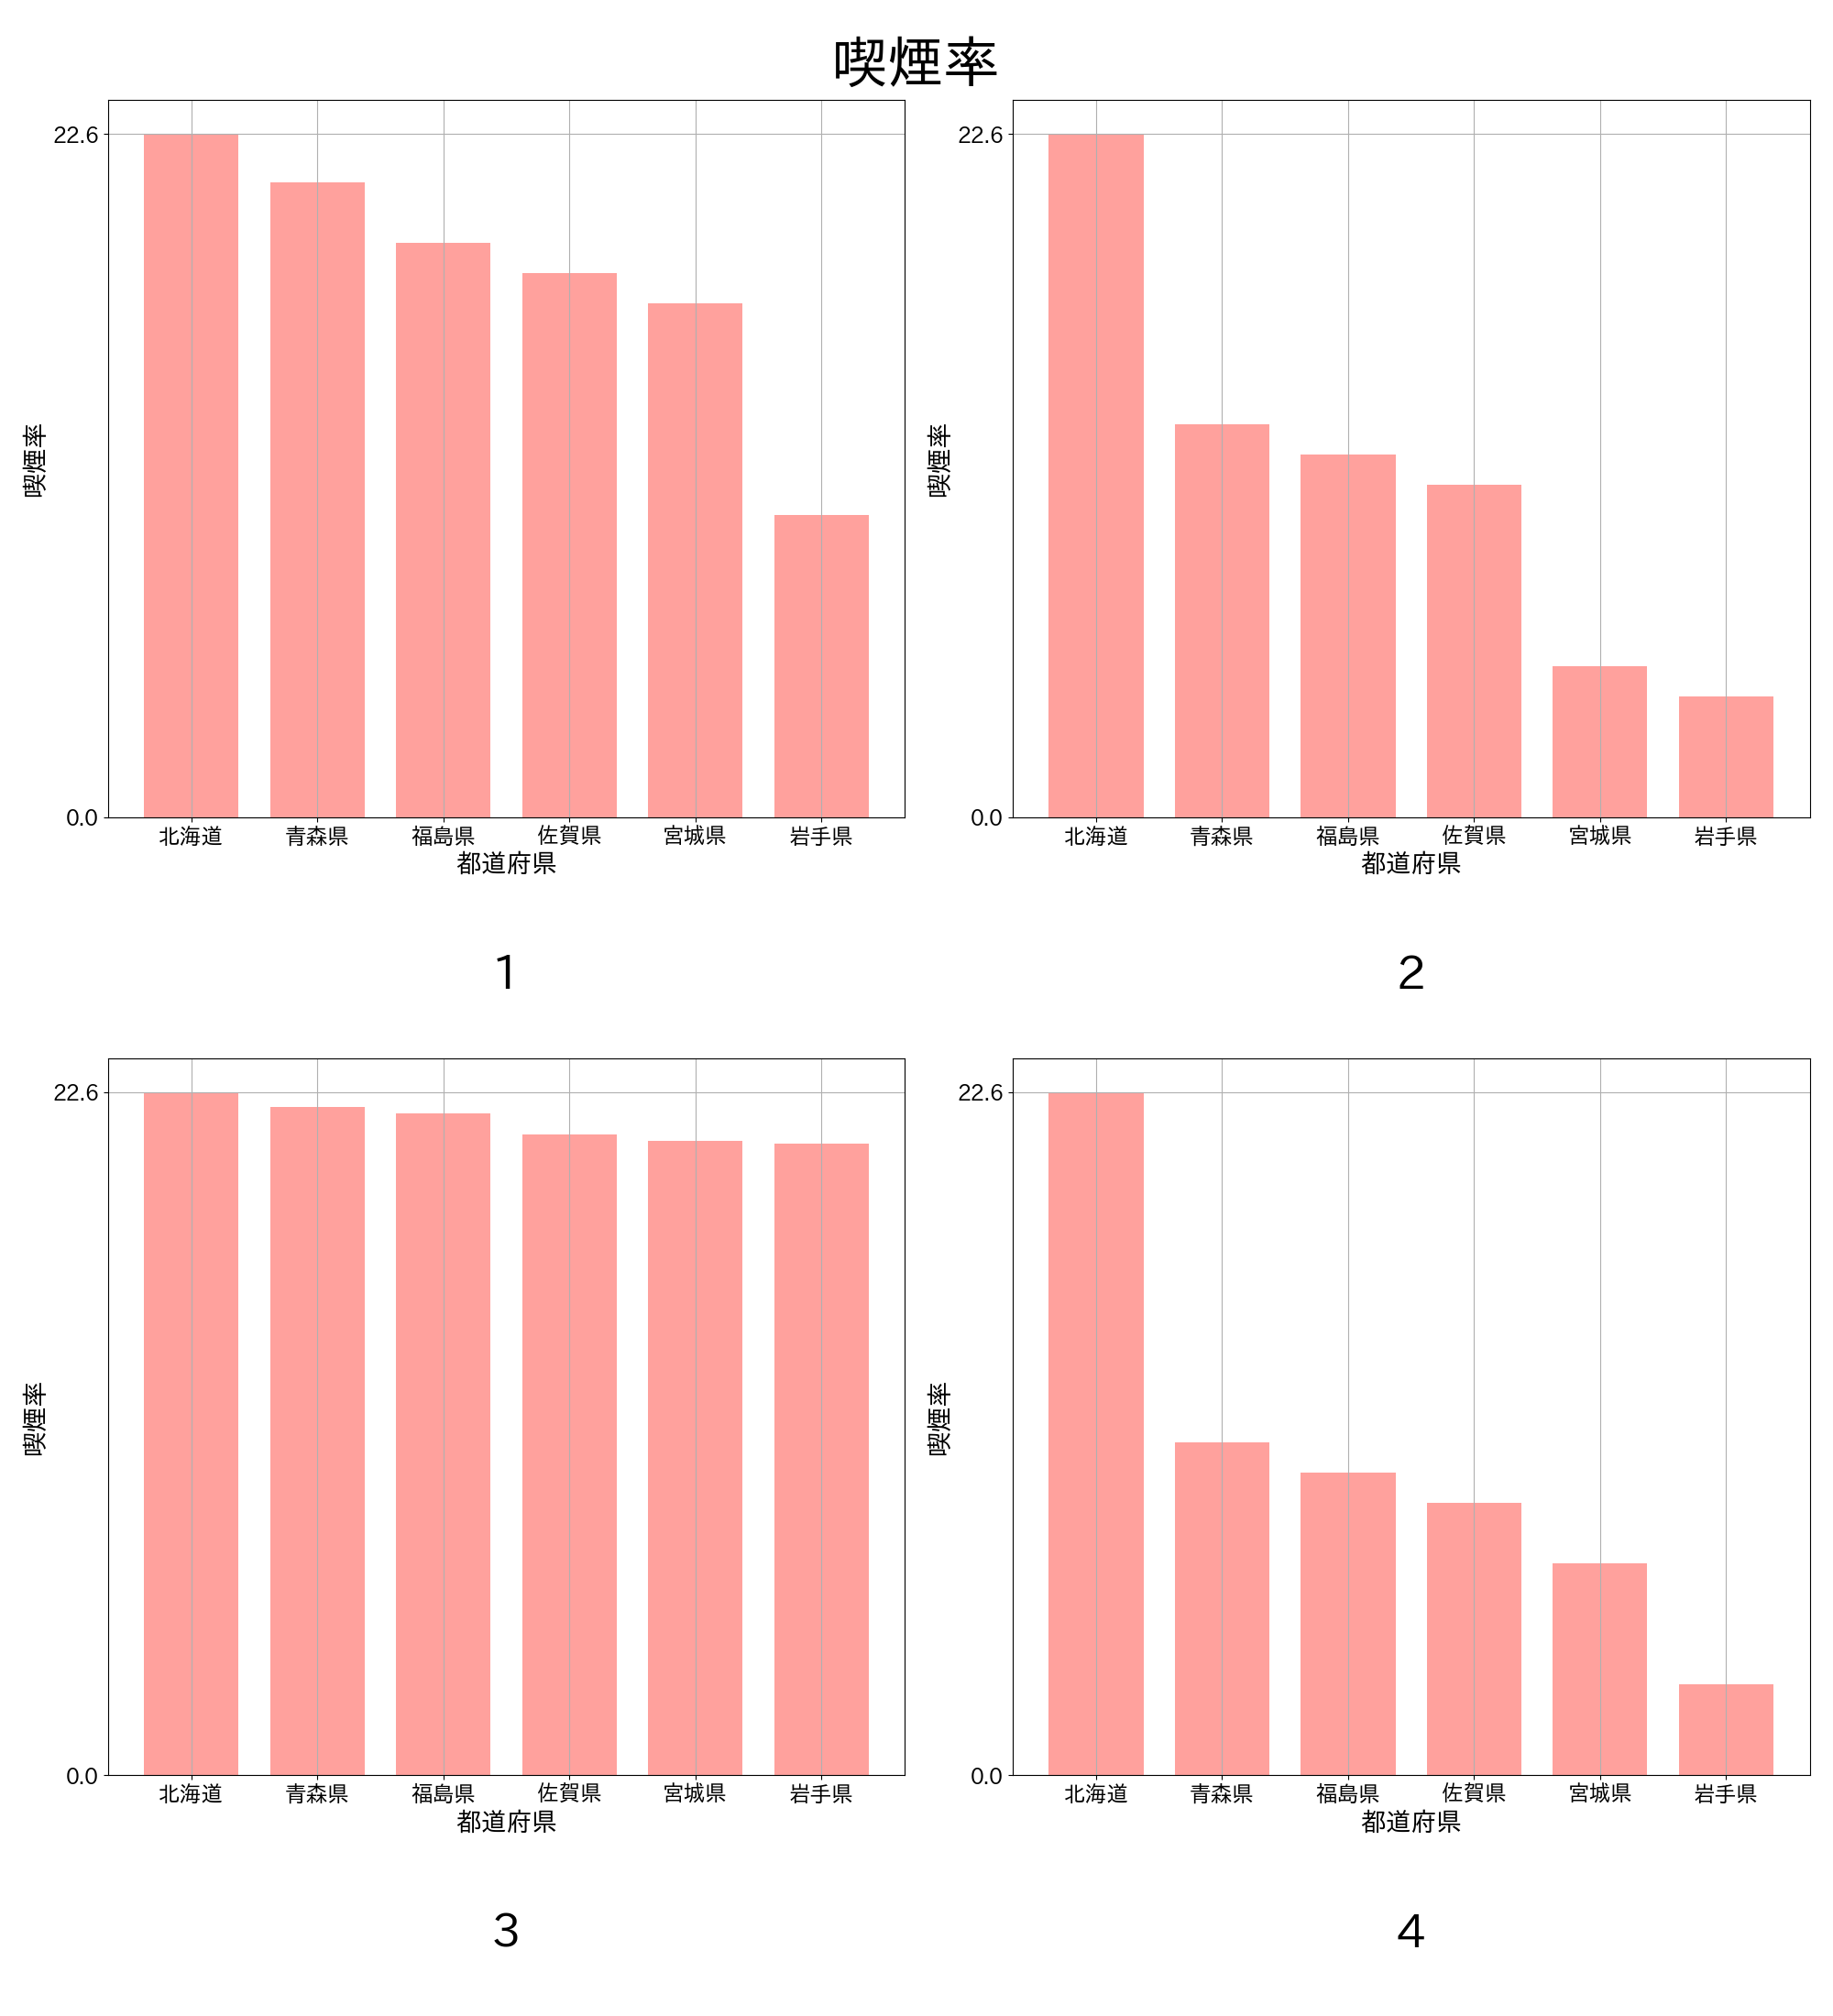 喫煙率
22.6
0.0
喫煙率
北海道 青森県 福島県 佐賀県 宮城県 岩手県
都道府県
1
22.6
0.0
喫煙率
北海道 青森県 福島県 佐賀県 宮城県 岩手県
都道府県
2
22.6
0.0
喫煙率
北海道 青森県 福島県 佐賀県 宮城県 岩手県
都道府県
3
22.6
0.0
喫煙率
北海道 青森県 福島県 佐賀県 宮城県 岩手県
都道府県
4